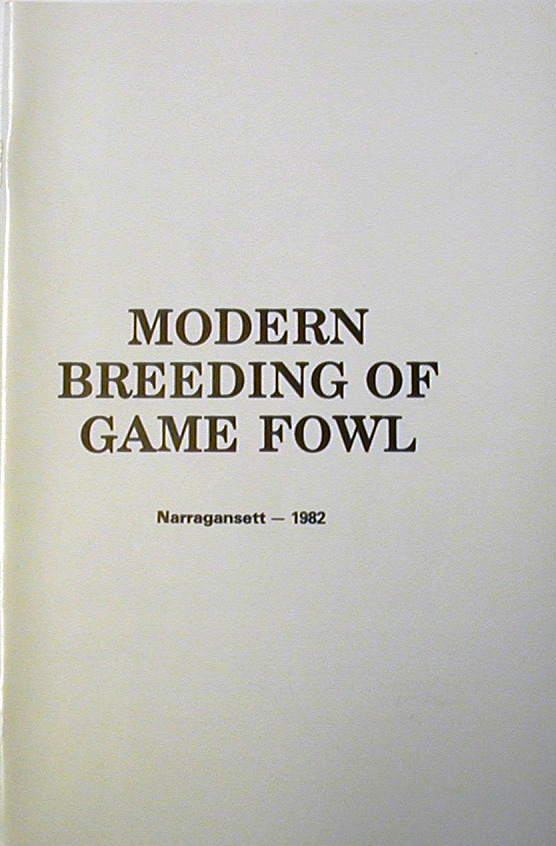 MODERN
BREEDING OF
GAME FOWL
Narragansett — 1982